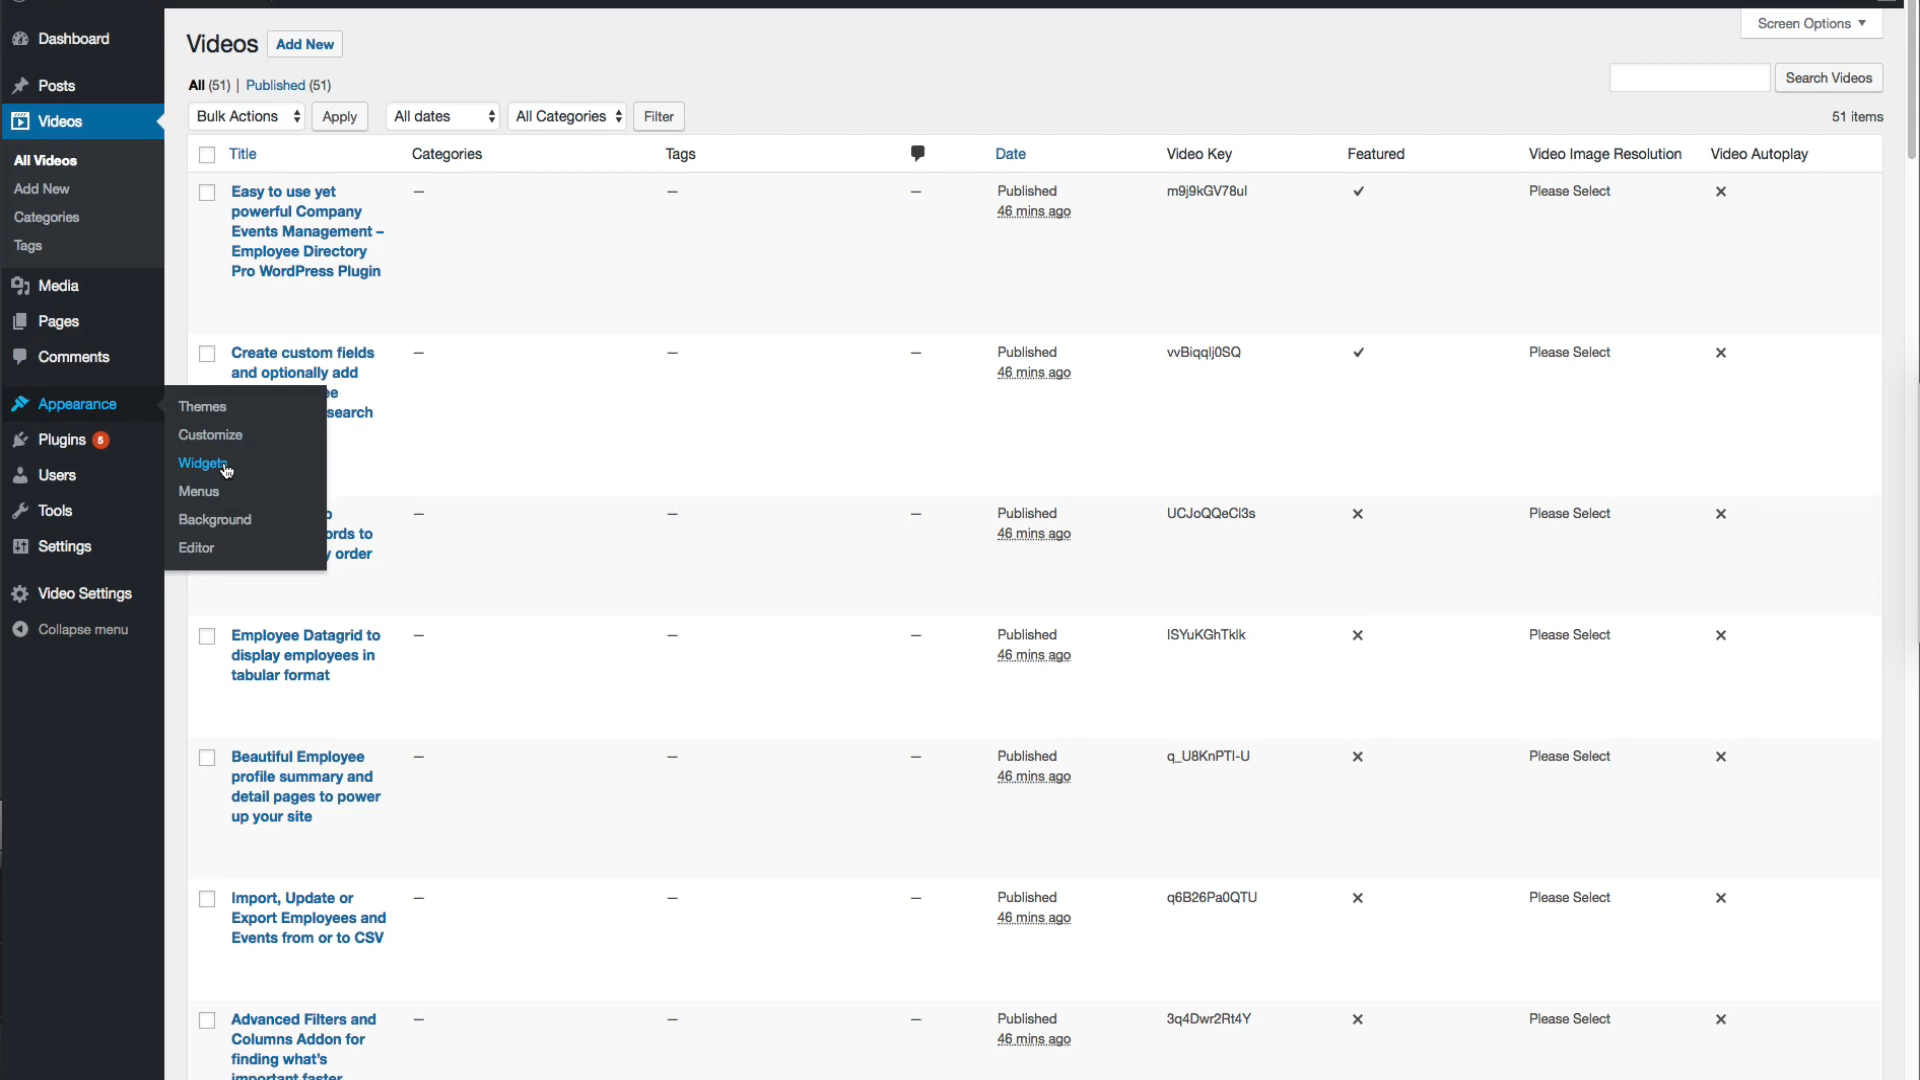 Dashboard
Posts
Videos
All Videos
Add New
Categories
Tags
Media
Pages
Comments
Appearance
Plugins 5
Users
Tools
Settings
Video Settings
Collapse menu
Themes
Customize
Widgets
Menus
Background
Editor
Screen Options
Videos Add New
All (51) | Published (51)
Search Videos
Bulk Actions Apply All dates All Categories Filter 51 items
Title Categories Tags Date Video Key Featured Video Image Resolution Video Autoplay
Easy to use yet — — — Published m9j9kGV78uI Please Select
powerful Company 46 mins ago
Events Management –
Employee Directory
Pro WordPress Plugin
Create custom fields — — — Published vvBiqqlj0SQ Please Select
and optionally add 46 mins ago
search
— — — Published UCJoQQeCl3s Please Select
ords to 46 mins ago
order
Employee Datagrid to — — — Published ISYuKGhTkIk Please Select
display employees in 46 mins ago
tabular format
Beautiful Employee — — — Published q_U8KnPTI-U Please Select
profile summary and 46 mins ago
detail pages to power
up your site
Import, Update or — — — Published q6B26Pa0QTU Please Select
Export Employees and 46 mins ago
Events from or to CSV
Advanced Filters and — — — Published 3q4Dwr2Rt4Y Please Select
Columns Addon for 46 mins ago
finding what's
important faster